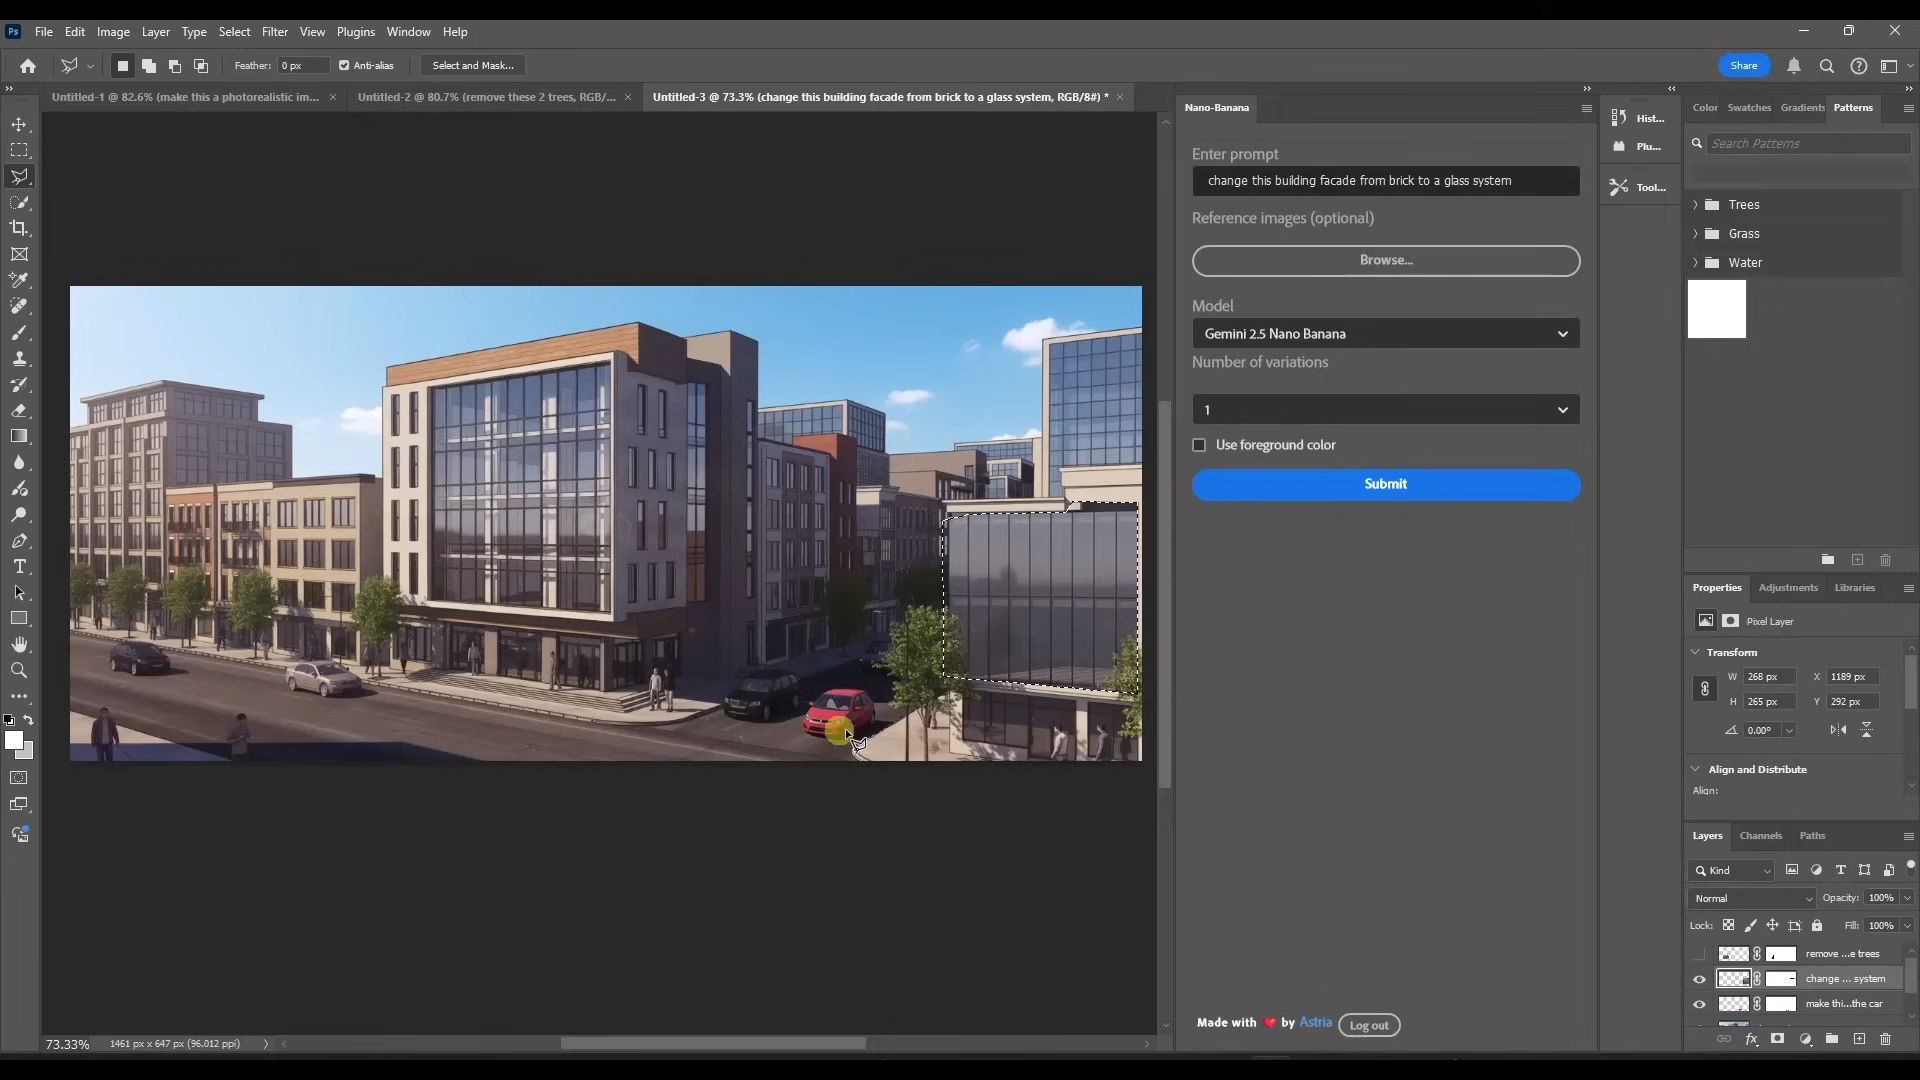 Ps File Edit Image Layer Type Select Filter View Plugins Window Help
Feather: 0 px Anti-alias Select and Mask... Share
Untitled-1 @ 82.6% (make this a photorealistic im... × Untitled-2 @ 80.7% (remove these 2 trees, RGB/... × Untitled-3 @ 73.3% (change this building facade from brick to a glass system, RGB/8#) * ×
Nano-Banana
Enter prompt
change this building facade from brick to a glass system
Reference images (optional)
Browse...
Model
Gemini 2.5 Nano Banana
Number of variations
1
Use foreground color
Submit
Made with ❤ by Astria Log out
Hist...
Plu...
Tool...
Color Swatches Gradients Patterns
Search Patterns
Trees
Grass
Water
Properties Adjustments Libraries
Pixel Layer
Transform
W 268 px X 1189 px
H 265 px Y 292 px
0.00°
Align and Distribute
Align:
Layers Channels Paths
Kind
Normal Opacity: 100%
Lock: Fill: 100%
remove ...e trees
change ... system
make thi...the car
fx
73.33% 1461 px x 647 px (96.012 ppi)